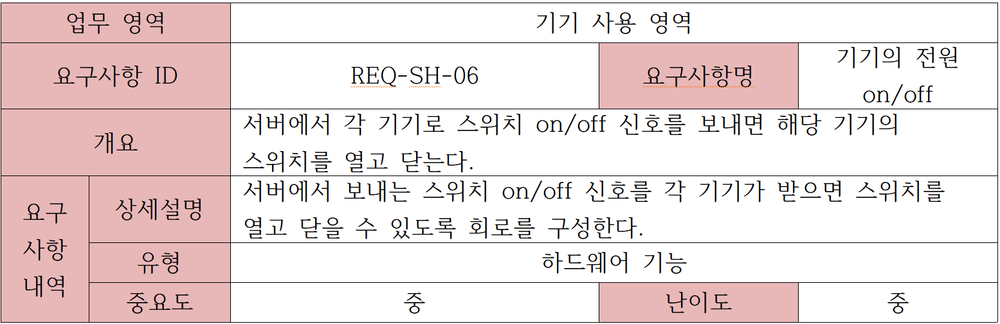 업무 영역
기기 사용 영역
요구사항 ID
REQ-SH-06
요구사항명
기기의 전원
on/off
개요
서버에서 각 기기로 스위치 on/off 신호를 보내면 해당 기기의
스위치를 열고 닫는다.
요구
사항
내역
상세설명
서버에서 보내는 스위치 on/off 신호를 각 기기가 받으면 스위치를
열고 닫을 수 있도록 회로를 구성한다.
유형
하드웨어 기능
중요도
중
난이도
중